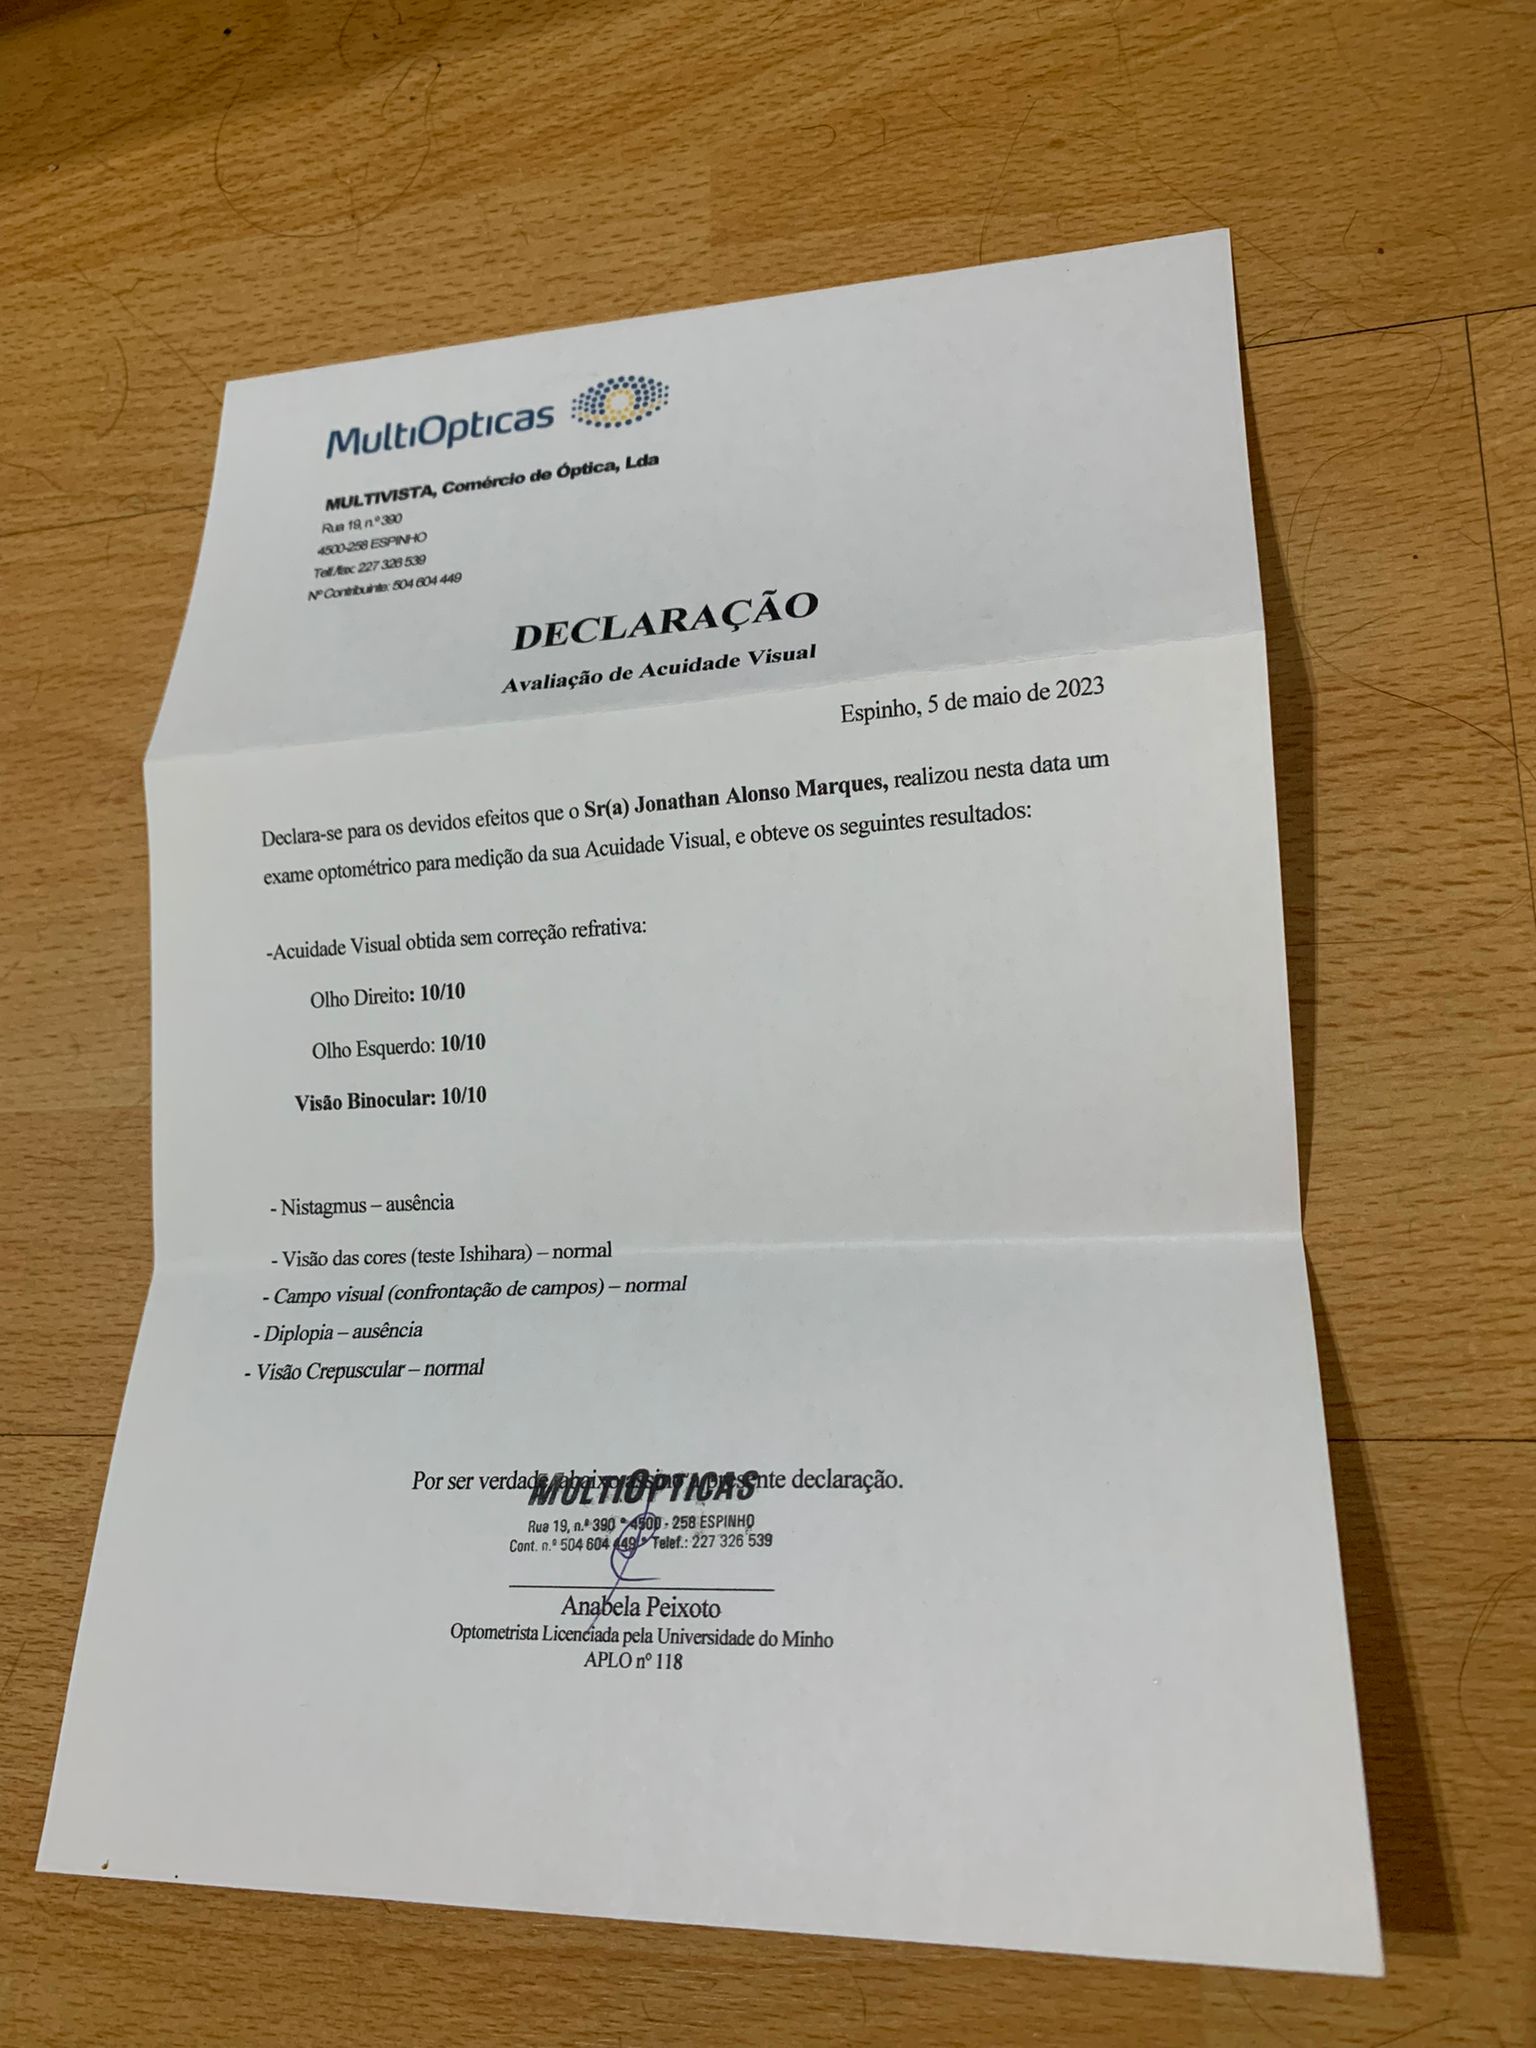 MultiOpticas
MULTIVISTA, Comércio de Óptica, Lda
Rua 19, n.º 390
4500-258 ESPINHO
Telf./fax: 227 326 539
Nº Contribuinte: 504 604 449
DECLARAÇÃO
Avaliação de Acuidade Visual
Espinho, 5 de maio de 2023
Declara-se para os devidos efeitos que o Sr(a) Jonathan Alonso Marques, realizou nesta data um
exame optométrico para medição da sua Acuidade Visual, e obteve os seguintes resultados:
-Acuidade Visual obtida sem correção refrativa:
Olho Direito: 10/10
Olho Esquerdo: 10/10
Visão Binocular: 10/10
- Nistagmus – ausência
- Visão das cores (teste Ishihara) – normal
- Campo visual (confrontação de campos) – normal
- Diplopia – ausência
- Visão Crepuscular – normal
Por ser verdade, abaixo assino a presente declaração.
MULTIOPTICAS
Rua 19, n.º 390 * 4500 - 258 ESPINHO
Cont. n.º 504 604 449 * Telef.: 227 326 539
Anabela Peixoto
Optometrista Licenciada pela Universidade do Minho
APLO nº 118